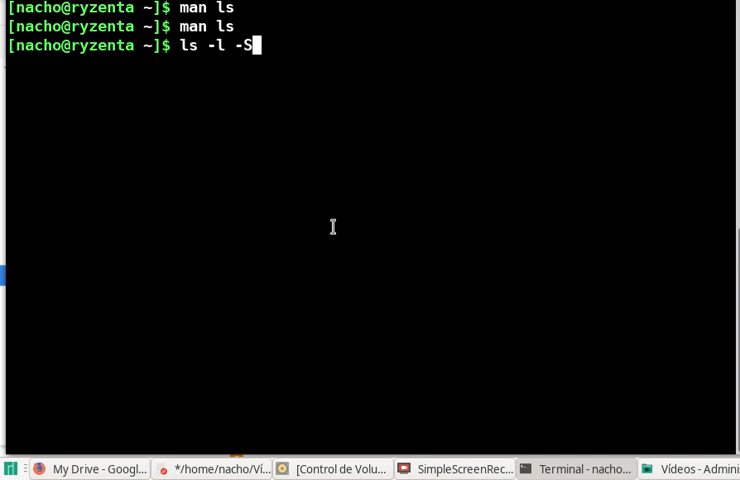 [nacho@ryzenta ~]$ man ls
[nacho@ryzenta ~]$ man ls
[nacho@ryzenta ~]$ ls -l -S
My Drive - Googl... */home/nacho/Ví... [Control de Volu... SimpleScreenRec... Terminal - nacho... Vídeos - Admini